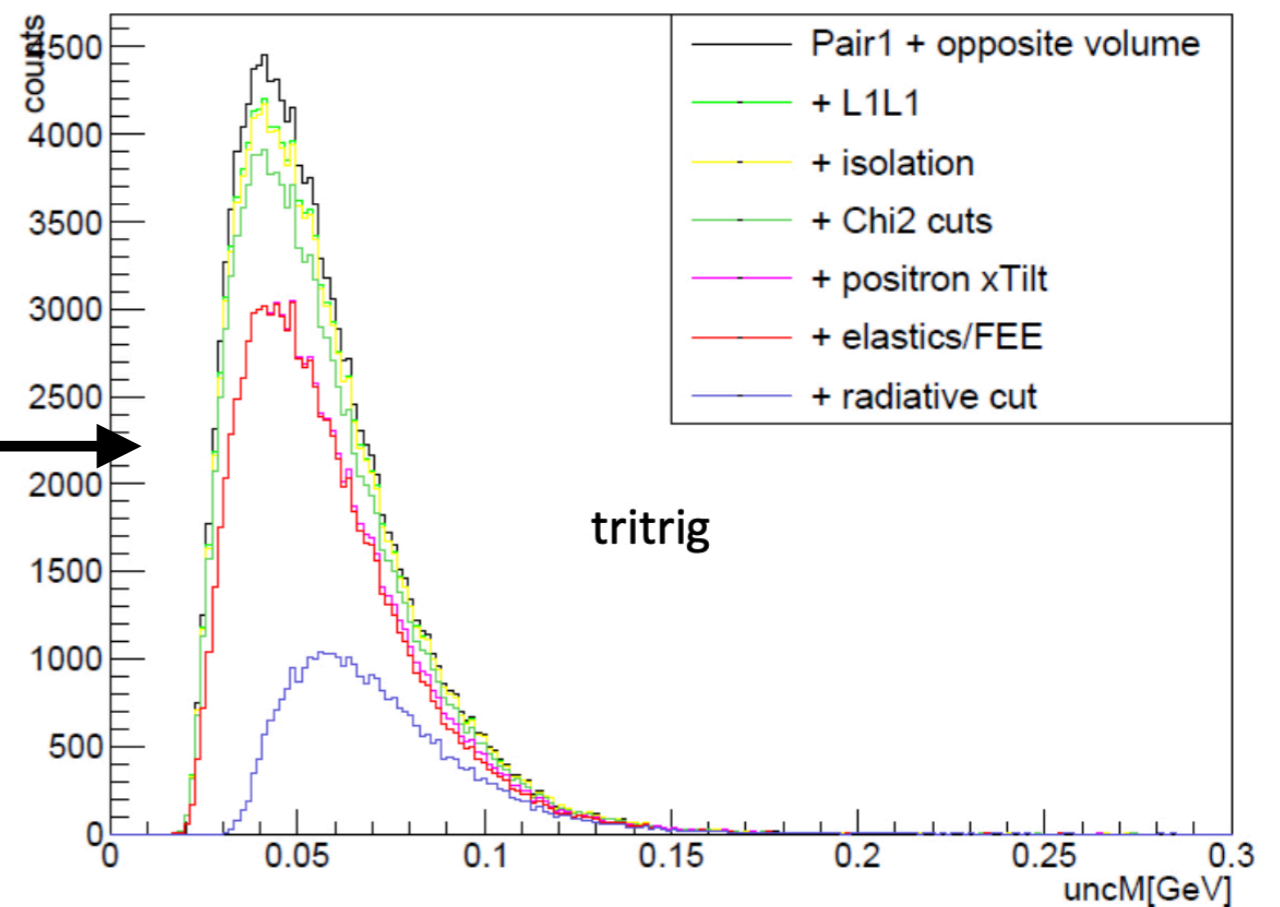 counts
4500
4000
3500
3000
2500
2000
1500
1000
500
0
Pair1 + opposite volume
+ L1L1
+ isolation
+ Chi2 cuts
+ positron xTilt
+ elastics/FEE
+ radiative cut
tritrig
0 0.05 0.1 0.15 0.2 0.25 0.3
uncM[GeV]